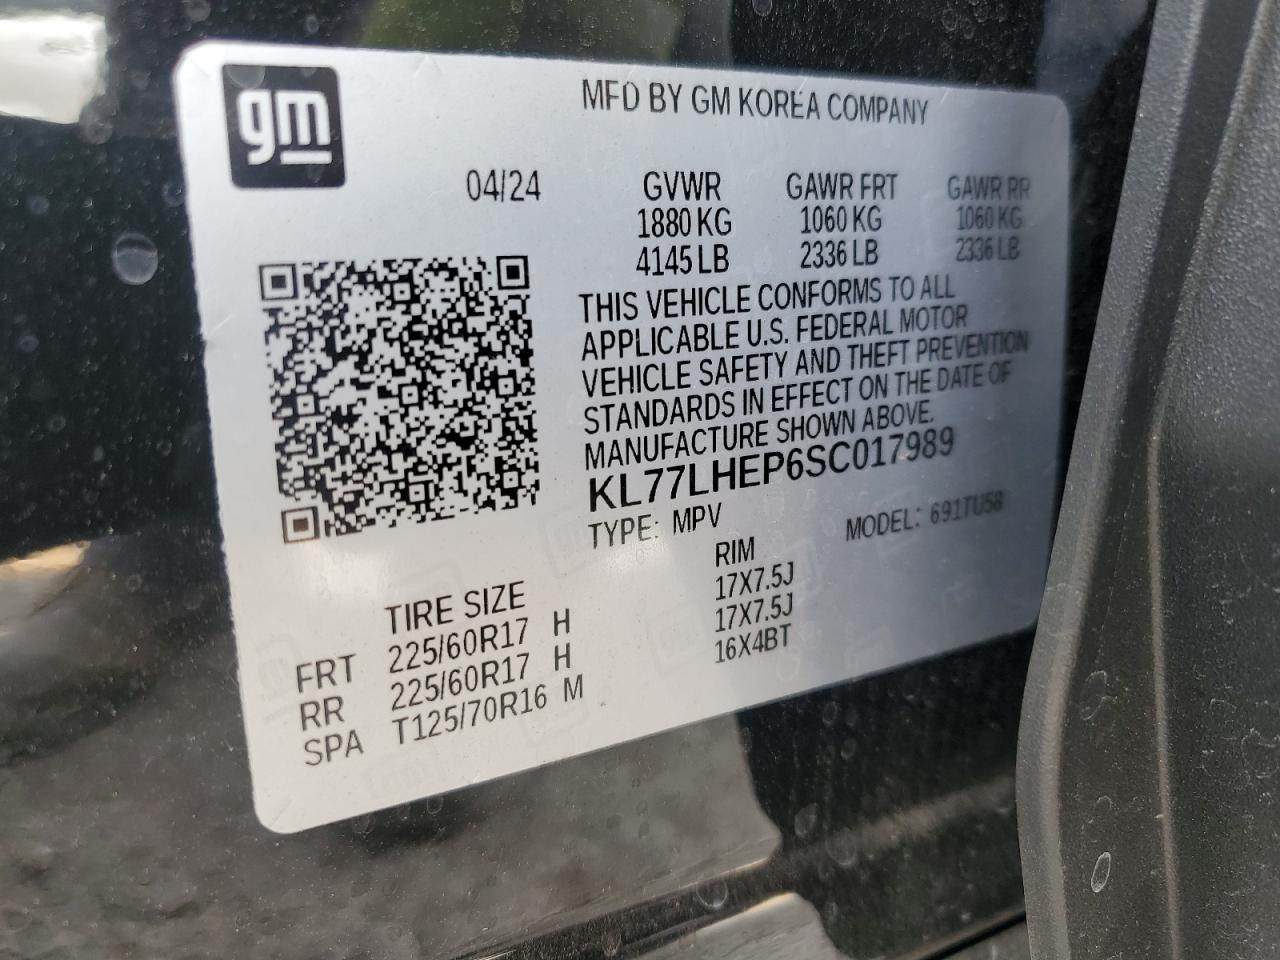 gm
MFD BY GM KOREA COMPANY
04/24 GVWR GAWR FRT GAWR RR
1880 KG 1060 KG 1060 KG
4145 LB 2336 LB 2336 LB
THIS VEHICLE CONFORMS TO ALL
APPLICABLE U.S. FEDERAL MOTOR
VEHICLE SAFETY AND THEFT PREVENTION
STANDARDS IN EFFECT ON THE DATE OF
MANUFACTURE SHOWN ABOVE.
KL77LHEP6SC017989
TYPE: MPV MODEL: 691TU58
TIRE SIZE RIM
FRT 225/60R17 H 17X7.5J
RR 225/60R17 H 17X7.5J
SPA T125/70R16 M 16X4BT